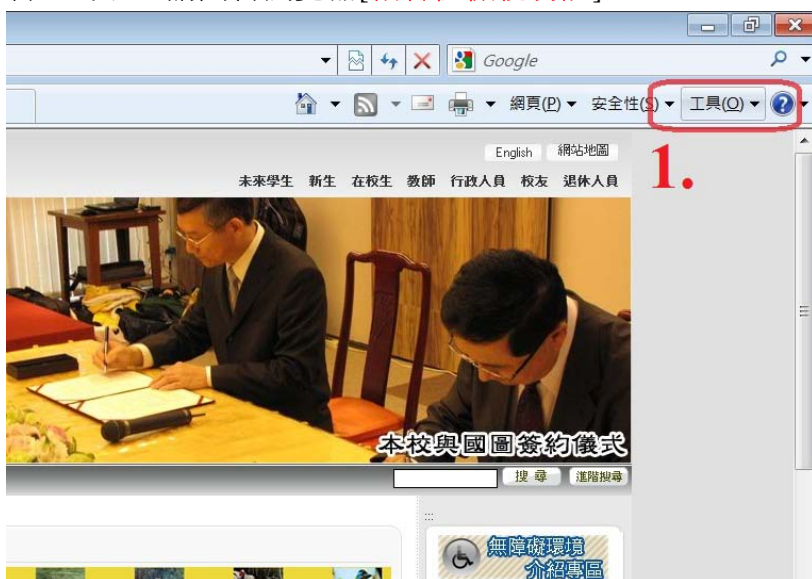 Google
網頁(P) 安全性(S) 工具(O)
English 網站地圖
未來學生 新生 在校生 教師 行政人員 校友 退休人員
1.
本校與國圖簽約儀式
搜尋 進階搜尋
無障礙環境
介紹專區